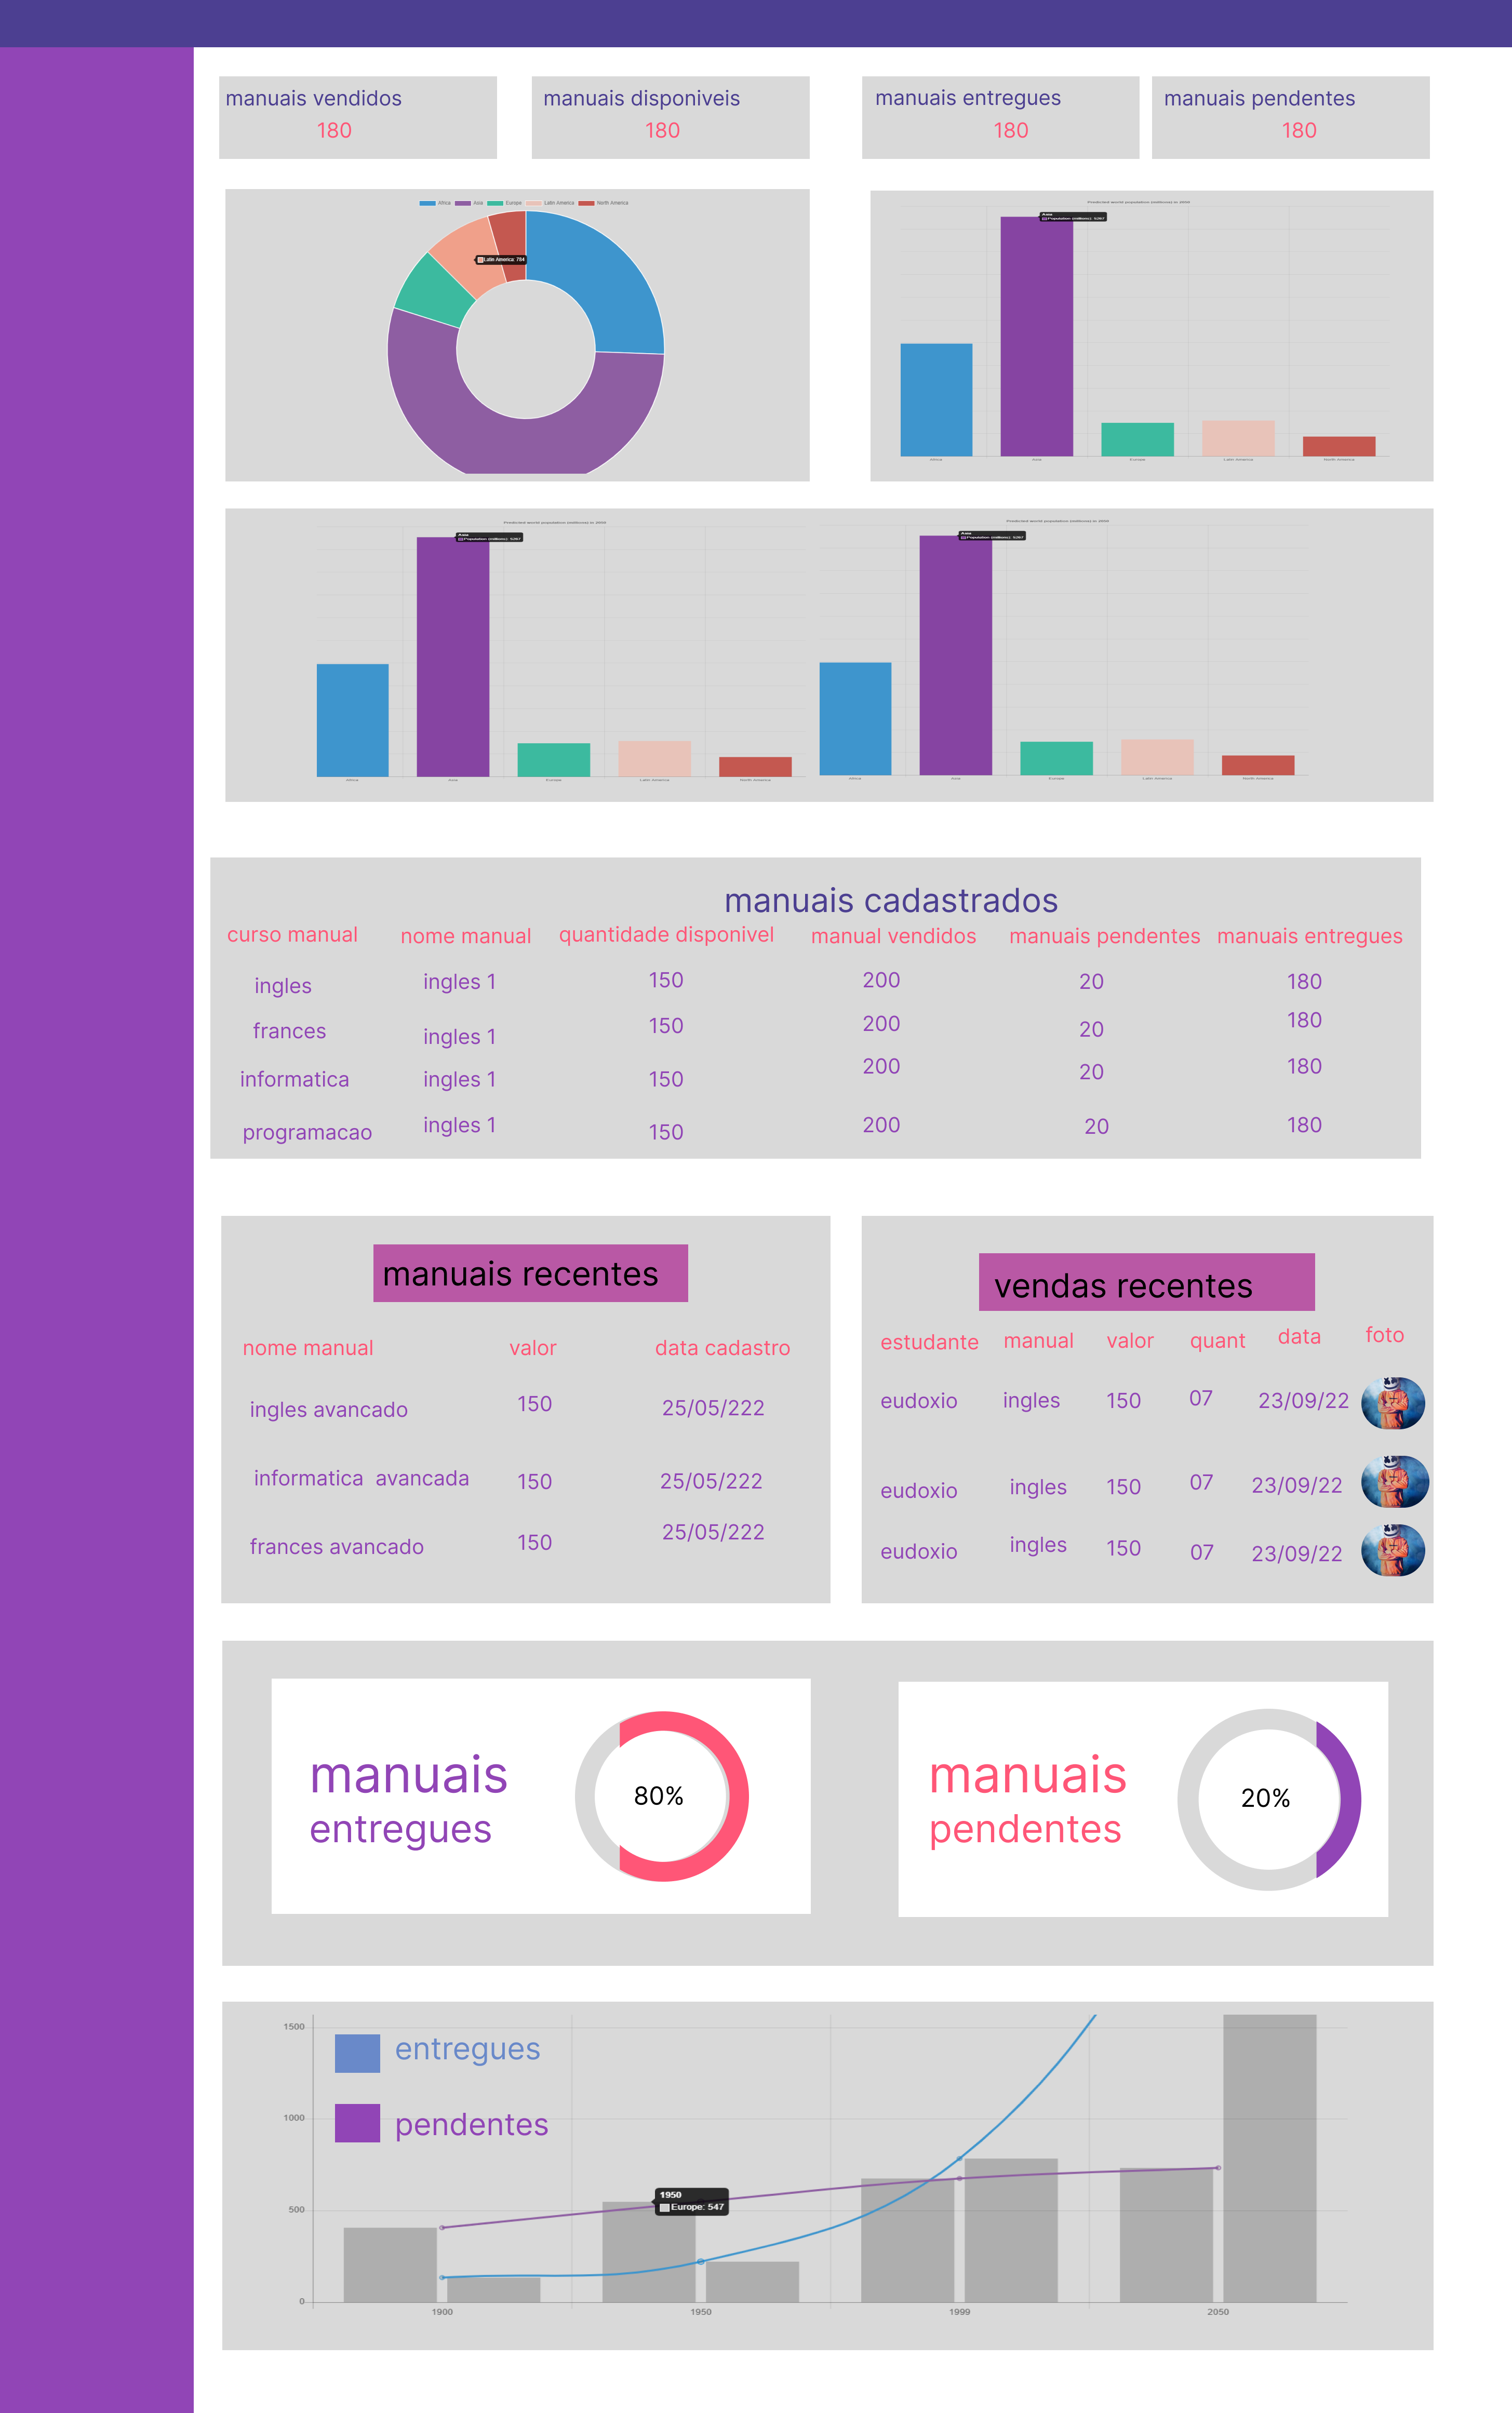 manuais vendidos
180
manuais disponiveis
180
manuais entregues
180
manuais pendentes
180
Africa Asia Europe Latin America North America
Latin America: 784
Predicted world population (millions) in 2050
Asia
Population (millions): 5267
Africa Asia Europe Latin America North America
Predicted world population (millions) in 2050
Asia
Population (millions): 5267
Africa Asia Europe Latin America North America
Predicted world population (millions) in 2050
Asia
Population (millions): 5267
Africa Asia Europe Latin America North America
manuais cadastrados
curso manual nome manual quantidade disponivel manual vendidos manuais pendentes manuais entregues
ingles ingles 1 150 200 20 180
frances ingles 1 150 200 20 180
informatica ingles 1 150 200 20 180
programacao ingles 1 150 200 20 180
manuais recentes
nome manual valor data cadastro
ingles avancado 150 25/05/222
informatica avancada 150 25/05/222
frances avancado 150 25/05/222
vendas recentes
estudante manual valor quant data foto
eudoxio ingles 150 07 23/09/22
eudoxio ingles 150 07 23/09/22
eudoxio ingles 150 07 23/09/22
manuais
entregues
80%
manuais
pendentes
20%
entregues
pendentes
1500
1000
500
0
1950
Europe: 547
1900 1950 1999 2050